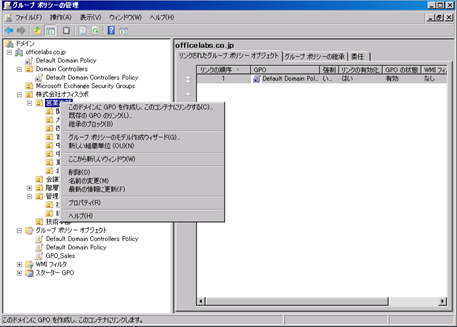 グループ ポリシーの管理
ファイル(F) 操作(A) 表示(V) ウィンドウ(W) ヘルプ(H)
ドメイン
officelabs.co.jp
Default Domain Policy
Domain Controllers
Default Domain Controllers Policy
Microsoft Exchange Security Groups
株式会社オフィスラボ
営業
会議
階層
管理
技術本部
グループ ポリシー オブジェクト
Default Domain Controllers Policy
Default Domain Policy
GPO_Sales
WMI フィルタ
スターター GPO
このドメインに GPO を作成し、このコンテナにリンクする(C)...
既存の GPO のリンク(L)...
継承のブロック(B)
グループ ポリシーのモデル作成ウィザード(G)...
新しい組織単位 (OU)(N)
ここから新しいウィンドウ(W)
削除(D)
名前の変更(M)
最新の情報に更新(F)
プロパティ(R)
ヘルプ(H)
officelabs.co.jp
リンクされたグループ ポリシー オブジェクト グループ ポリシーの継承 委任
リンクの順序 GPO 強制 リンクの有効化 GPO の状態 WMI フィ
1 Default Domain Pol... い... はい 有効 なし
このドメインに GPO を作成し、このコンテナにリンクします。